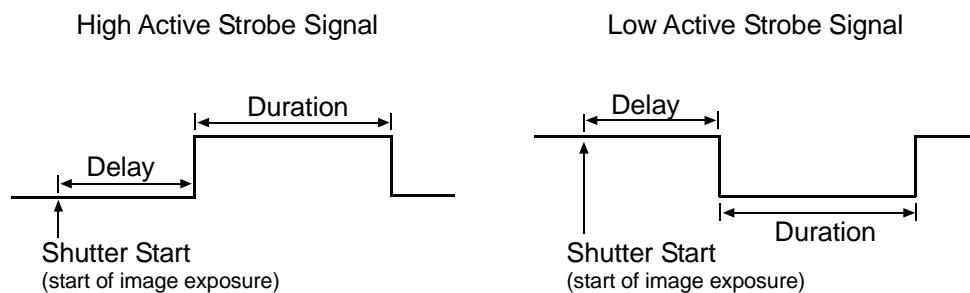 High Active Strobe Signal
Duration
Delay
Shutter Start
(start of image exposure)
Low Active Strobe Signal
Delay
Duration
Shutter Start
(start of image exposure)